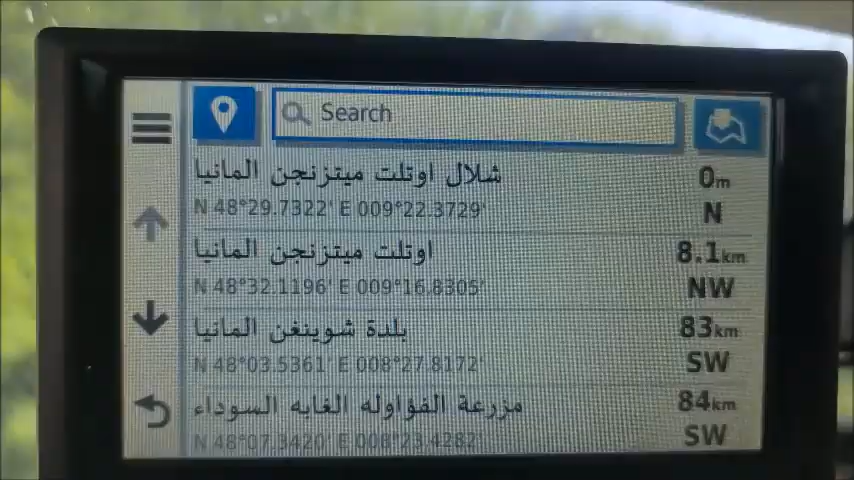 Search
شلال اوتلت ميتزنجن المانيا
0m
N 48°29.7322' E 009°22.3729'
N
اوتلت ميتزنجن المانيا
8.1km
N 48°32.1196' E 009°16.8305'
NW
بلدة شوينغن المانيا
83km
N 48°03.5361' E 008°27.8172'
SW
مزرعة الفؤاوله الغابه السوداء
84km
N 48°07.3420' E 008°23.4282'
SW